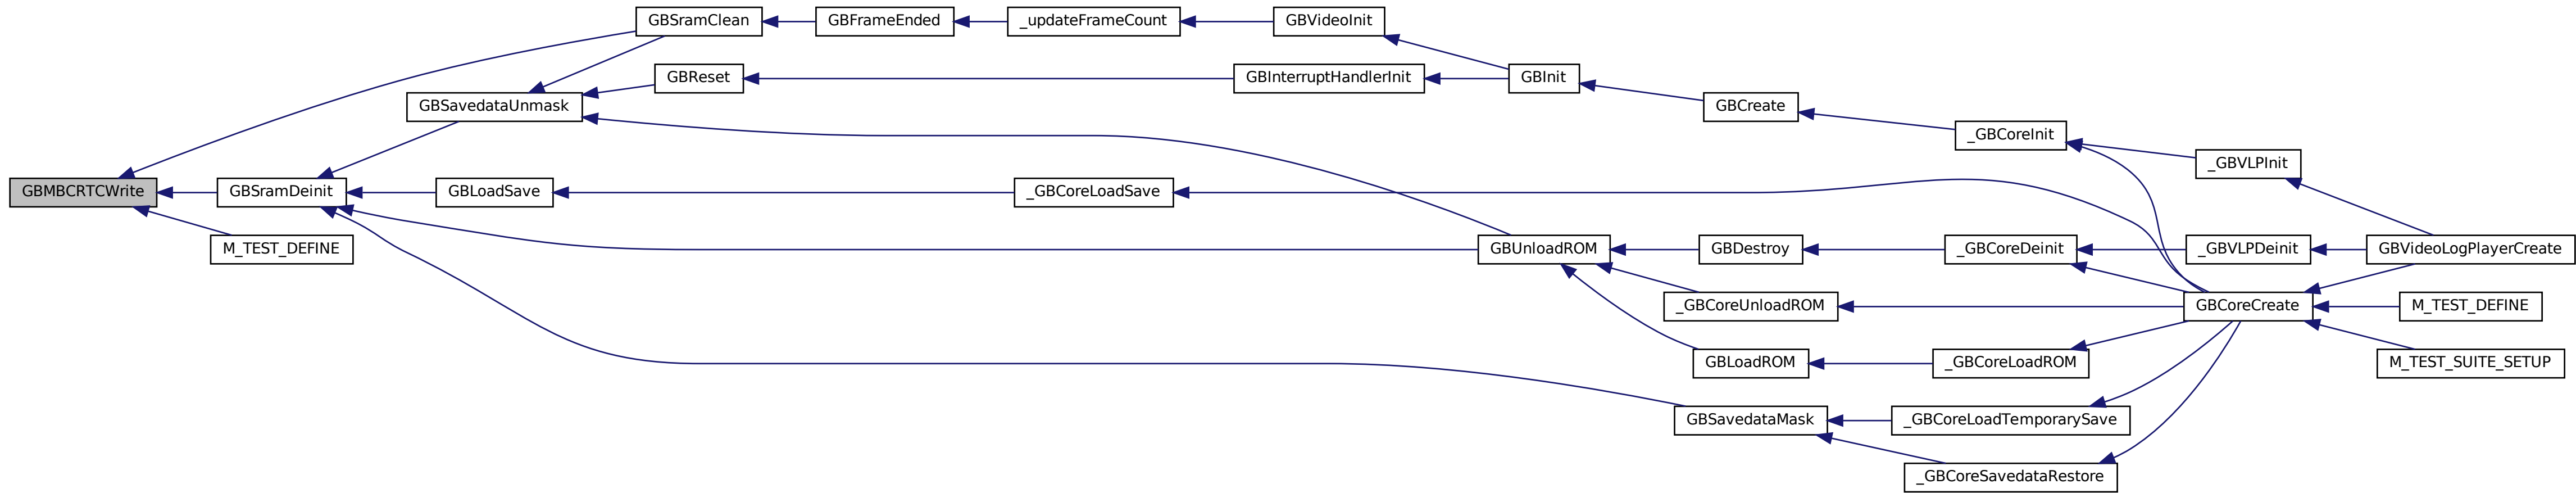 GBSramClean
GBFrameEnded
_updateFrameCount
GBVideoInit
GBReset
GBInterruptHandlerInit
GBInit
GBSavedataUnmask
GBCreate
_GBCoreInit
_GBVLPInit
GBMBCRTCWrite
GBSramDeinit
GBLoadSave
_GBCoreLoadSave
M_TEST_DEFINE
GBUnloadROM
GBDestroy
_GBCoreDeinit
_GBVLPDeinit
GBVideoLogPlayerCreate
_GBCoreUnloadROM
GBCoreCreate
M_TEST_DEFINE
GBLoadROM
_GBCoreLoadROM
M_TEST_SUITE_SETUP
GBSavedataMask
_GBCoreLoadTemporarySave
_GBCoreSavedataRestore